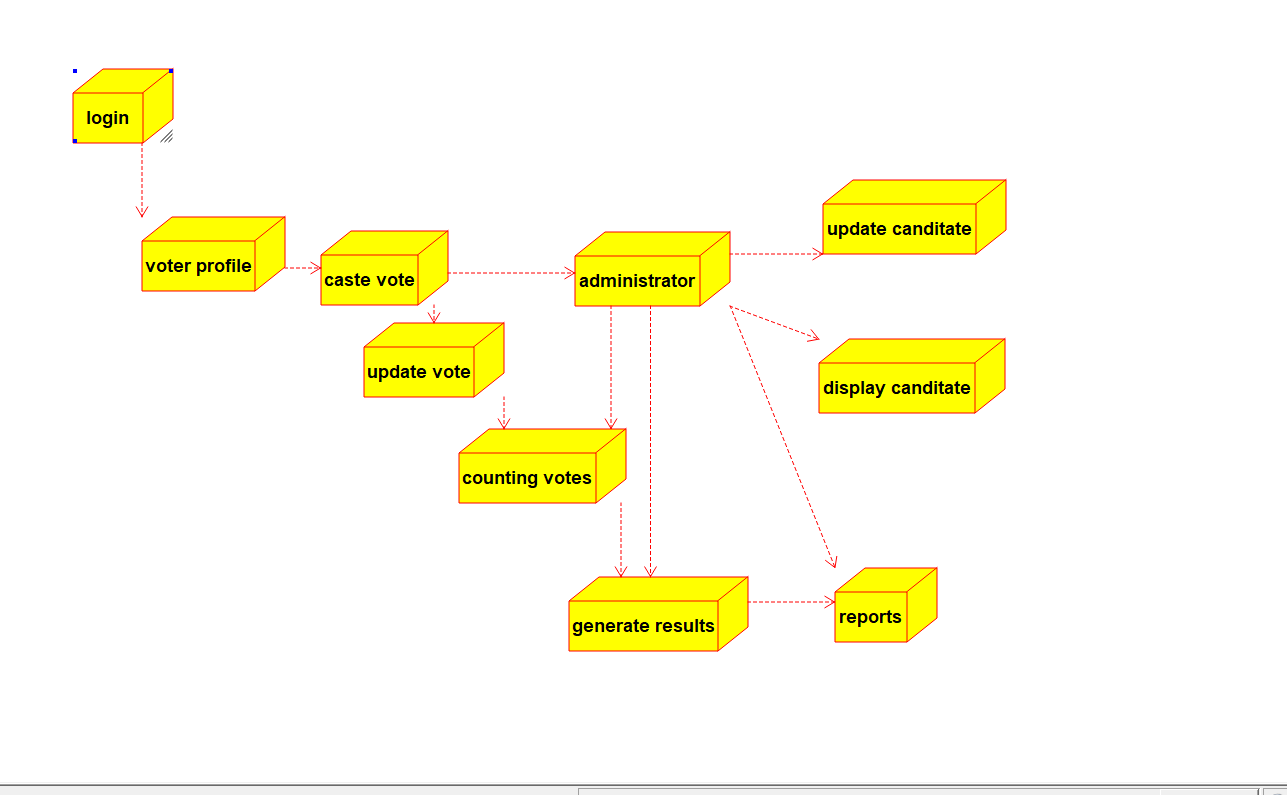 login
voter profile
caste vote
administrator
update canditate
update vote
display canditate
counting votes
generate results
reports